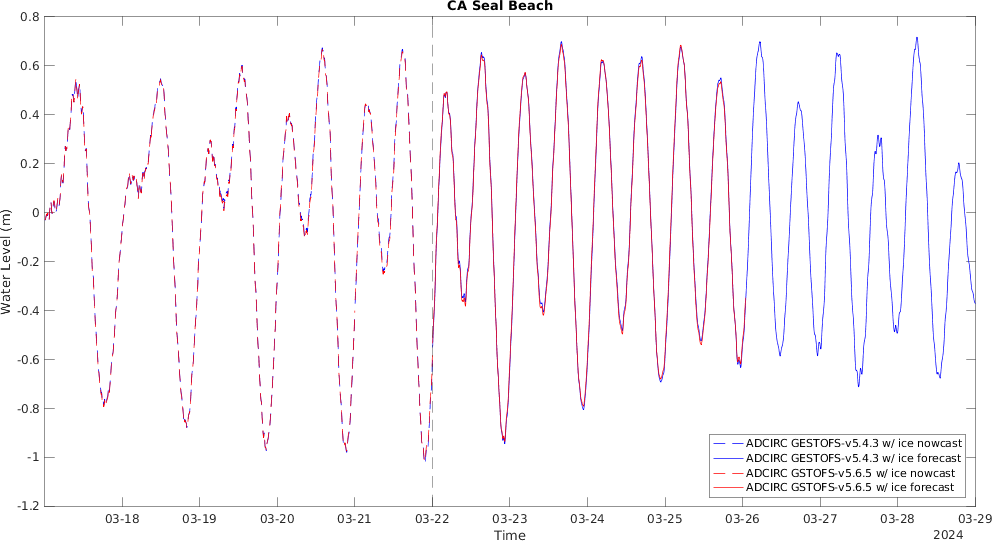 CA Seal Beach
0.8
0.6
0.4
0.2
0
-0.2
-0.4
-0.6
-0.8
-1
-1.2
Water Level (m)
ADCIRC GESTOFS-v5.4.3 w/ ice nowcast
ADCIRC GESTOFS-v5.4.3 w/ ice forecast
ADCIRC GSTOFS-v5.6.5 w/ ice nowcast
ADCIRC GSTOFS-v5.6.5 w/ ice forecast
03-18 03-19 03-20 03-21 03-22 03-23 03-24 03-25 03-26 03-27 03-28 03-29
Time
2024